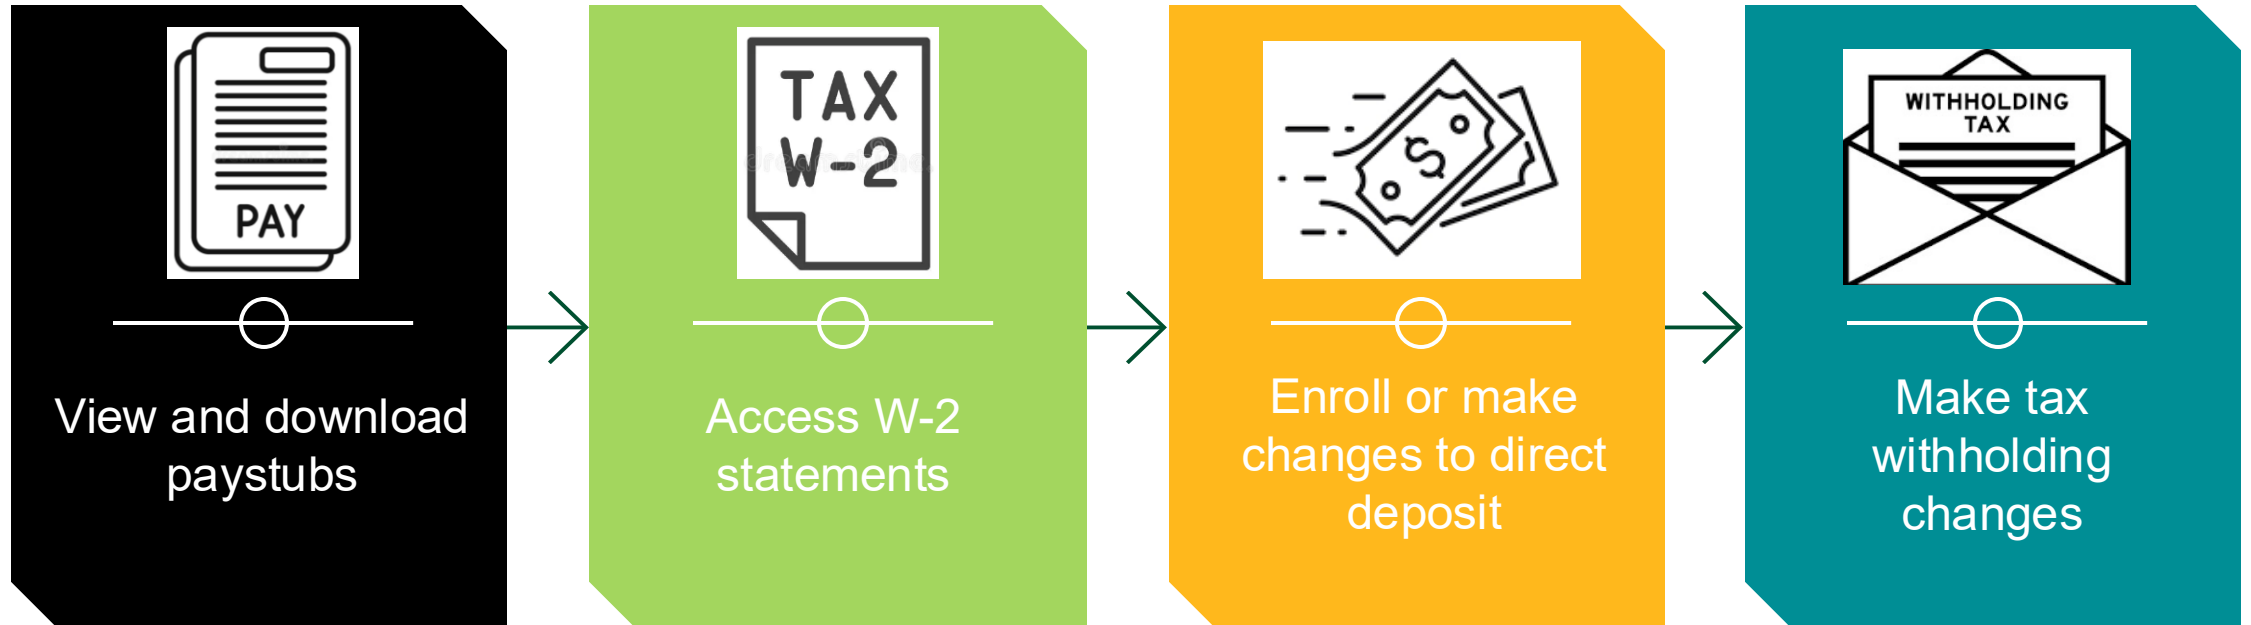 PAY
View and download
paystubs
TAX
W-2
Access W-2
statements
$
Enroll or make
changes to direct
deposit
WITHHOLDING
TAX
Make tax
withholding
changes